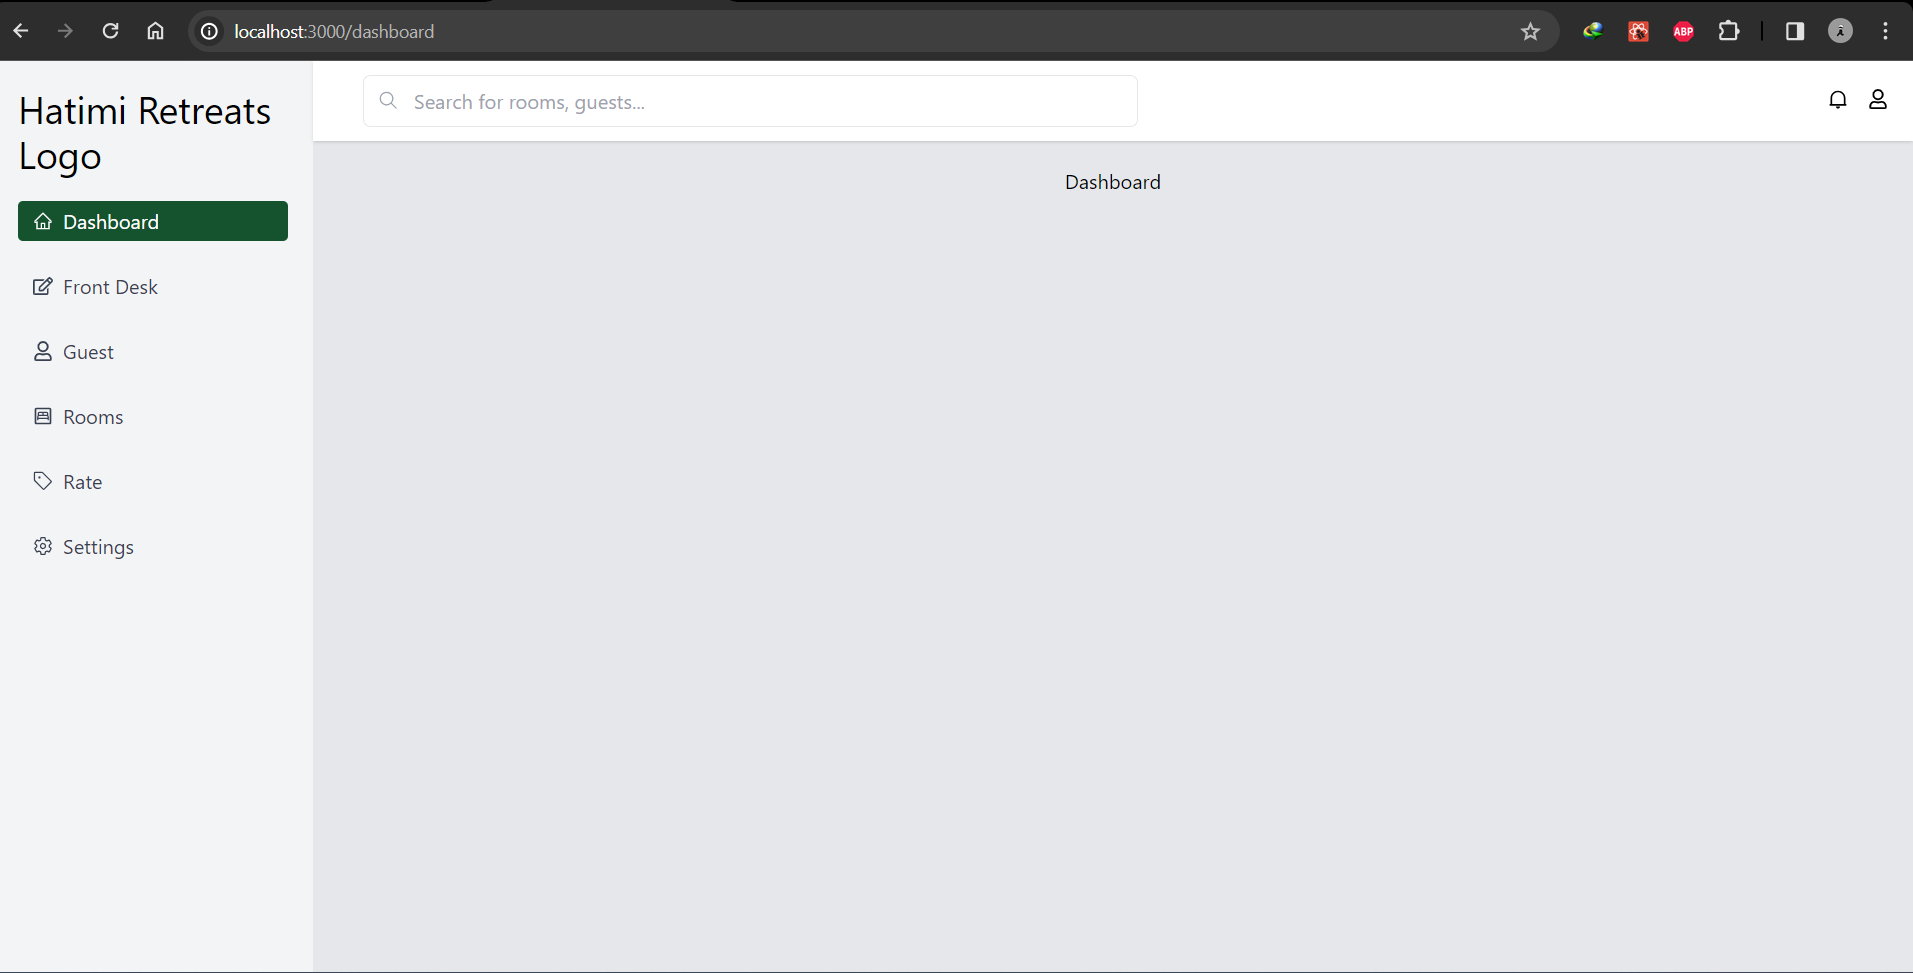 localhost:3000/dashboard
ABP
Hatimi Retreats
Logo
Search for rooms, guests...
Dashboard
Dashboard
Front Desk
Guest
Rooms
Rate
Settings